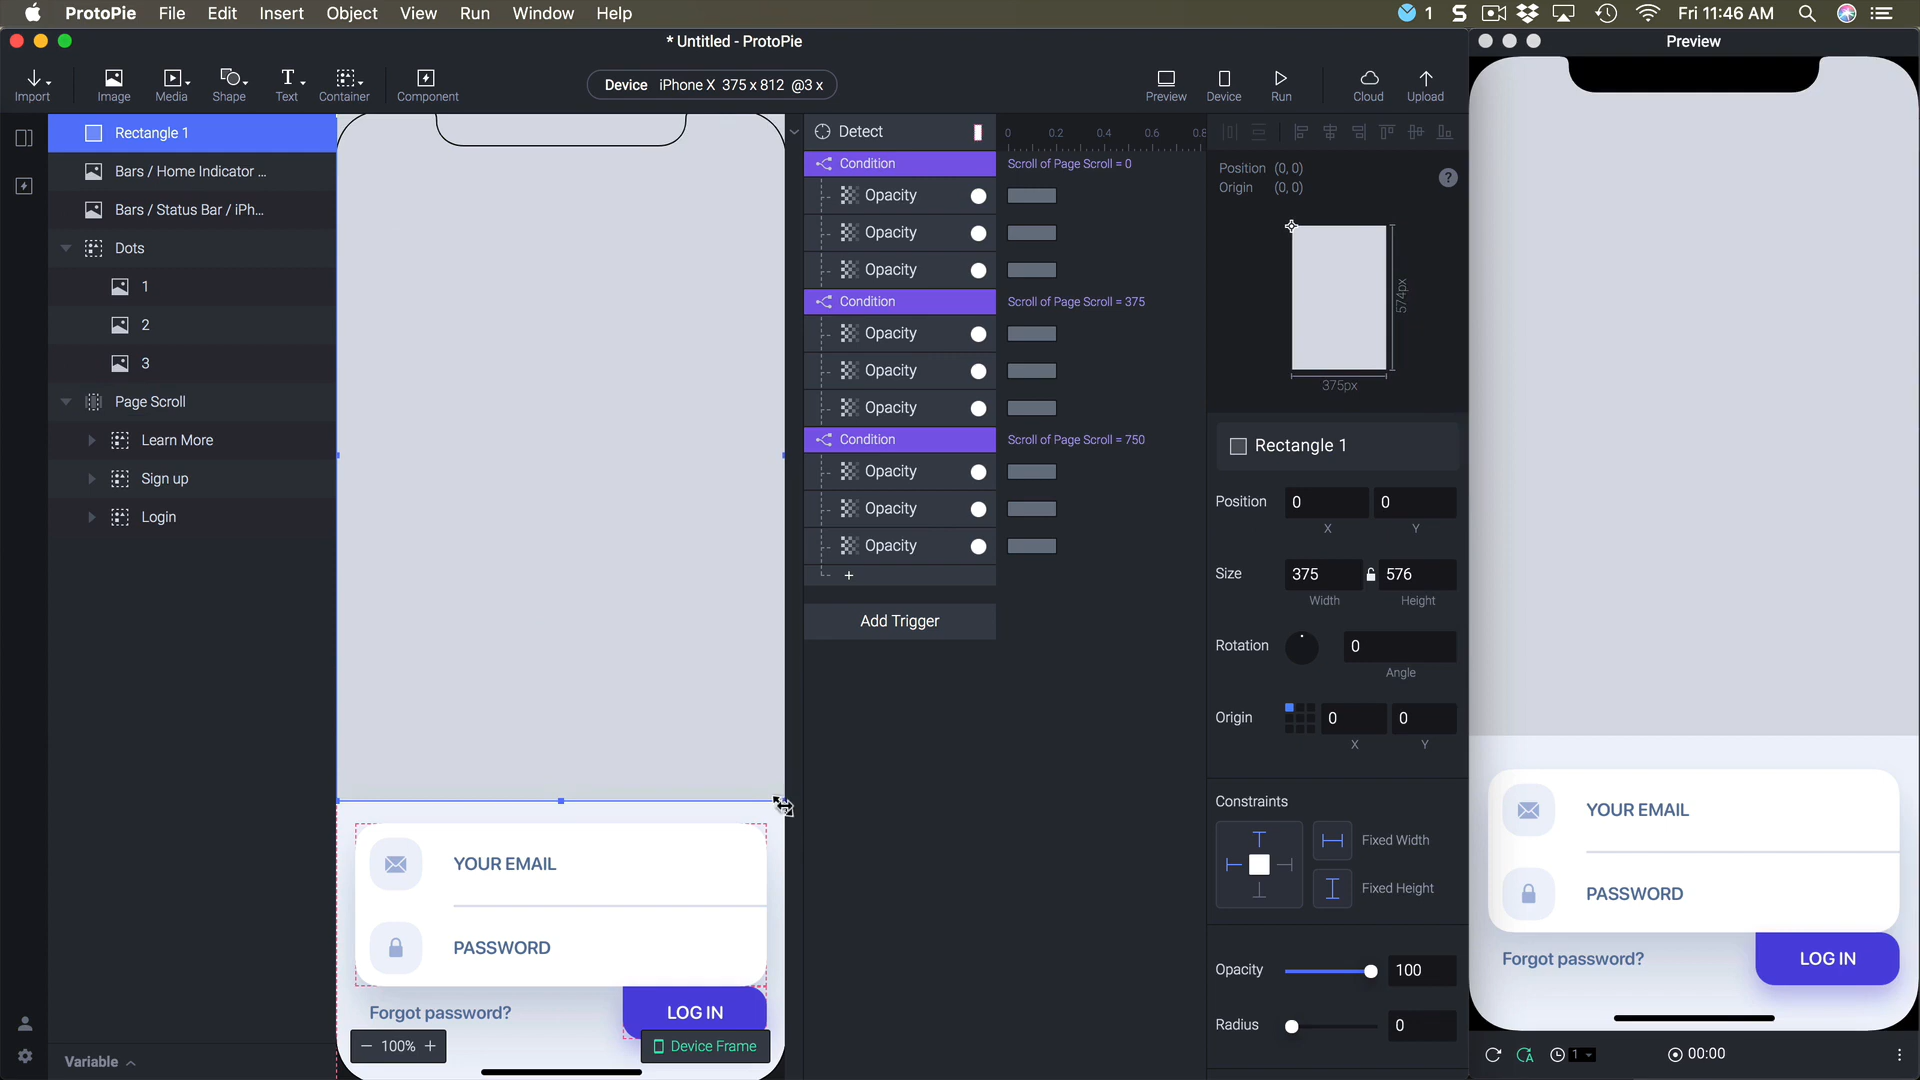 ProtoPie File Edit Insert Object View Run Window Help
1 Fri 11:46 AM
* Untitled - ProtoPie
Preview
Import Image Media Shape Text Container Component
Device iPhone X 375 x 812 @3 x
Preview Device Run Cloud Upload
Rectangle 1
Bars / Home Indicator ...
Bars / Status Bar / iPh...
Dots
1
2
3
Page Scroll
Learn More
Sign up
Login
Variable
YOUR EMAIL
PASSWORD
Forgot password?
LOG IN
100%
Device Frame
Detect
0 0.2 0.4 0.6 0.8
Condition Scroll of Page Scroll = 0
Opacity
Opacity
Opacity
Condition Scroll of Page Scroll = 375
Opacity
Opacity
Opacity
Condition Scroll of Page Scroll = 750
Opacity
Opacity
Opacity
+
Add Trigger
Position (0, 0)
Origin (0, 0)
?
574px
375px
Rectangle 1
Position 0 0
X Y
Size 375 576
Width Height
Rotation 0
Angle
Origin 0 0
X Y
Constraints
Fixed Width
Fixed Height
Opacity 100
Radius 0
YOUR EMAIL
PASSWORD
Forgot password?
LOG IN
1 00:00